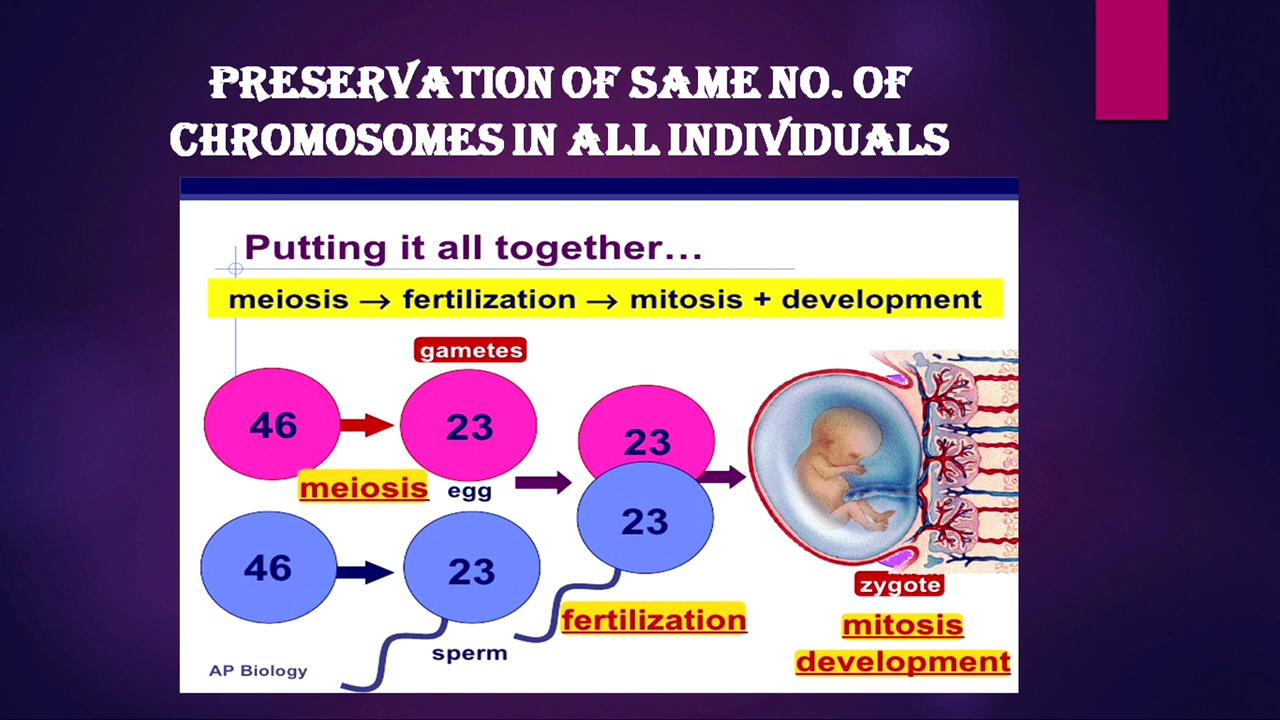 PRESERVATION OF SAME NO. OF
CHROMOSOMES IN ALL INDIVIDUALS
Putting it all together...
meiosis → fertilization → mitosis + development
gametes
46
23
23
meiosis
egg
46
23
23
sperm
fertilization
zygote
mitosis
development
AP Biology